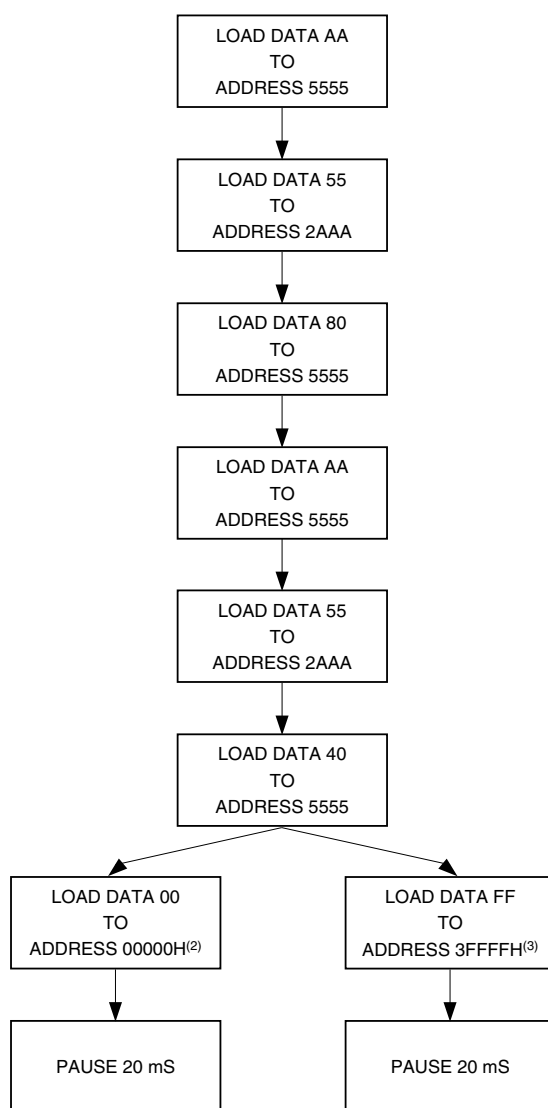 LOAD DATA AA
TO
ADDRESS 5555
LOAD DATA 55
TO
ADDRESS 2AAA
LOAD DATA 80
TO
ADDRESS 5555
LOAD DATA AA
TO
ADDRESS 5555
LOAD DATA 55
TO
ADDRESS 2AAA
LOAD DATA 40
TO
ADDRESS 5555
LOAD DATA 00
TO
ADDRESS 00000H(2)
LOAD DATA FF
TO
ADDRESS 3FFFFH(3)
PAUSE 20 mS
PAUSE 20 mS